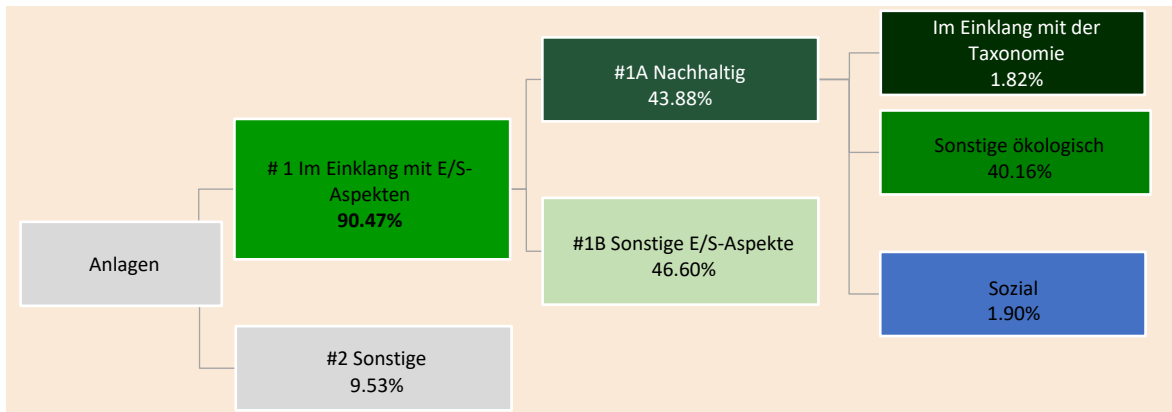 Anlagen
# 1 Im Einklang mit E/S-
Aspekten
90.47%
#2 Sonstige
9.53%
#1A Nachhaltig
43.88%
#1B Sonstige E/S-Aspekte
46.60%
Im Einklang mit der
Taxonomie
1.82%
Sonstige ökologisch
40.16%
Sozial
1.90%